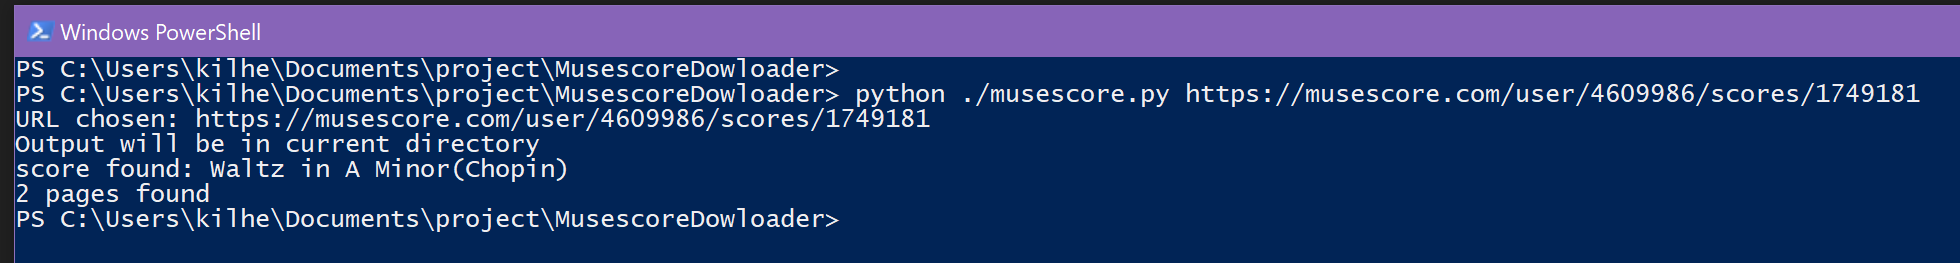 Windows PowerShell
PS C:\Users\kilhe\Documents\project\MusescoreDowloader>
PS C:\Users\kilhe\Documents\project\MusescoreDowloader> python ./musescore.py https://musescore.com/user/4609986/scores/1749181
URL chosen: https://musescore.com/user/4609986/scores/1749181
Output will be in current directory
score found: Waltz in A Minor(Chopin)
2 pages found
PS C:\Users\kilhe\Documents\project\MusescoreDowloader>